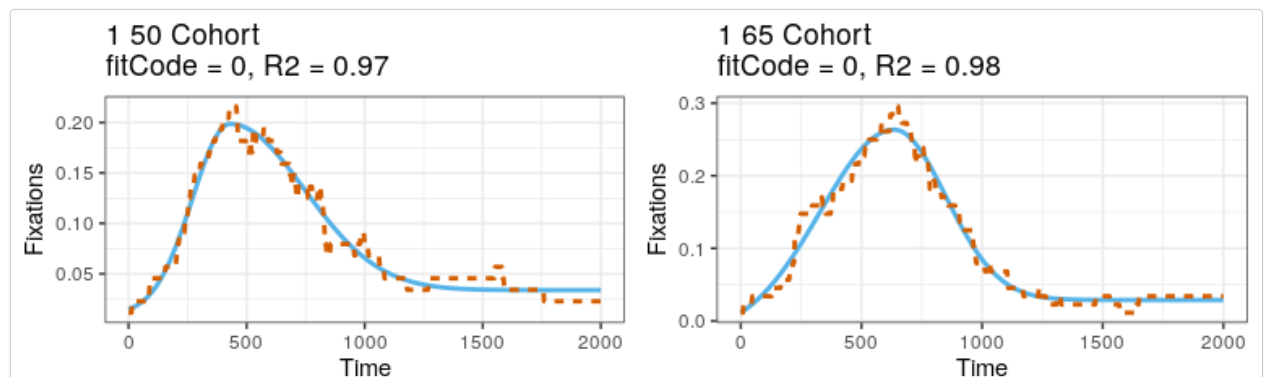 1 50 Cohort
fitCode = 0, R2 = 0.97
Fixations
0.20
0.15
0.10
0.05
0
500
1000
1500
2000
Time
1 65 Cohort
fitCode = 0, R2 = 0.98
Fixations
0.3
0.2
0.1
0.0
0
500
1000
1500
2000
Time